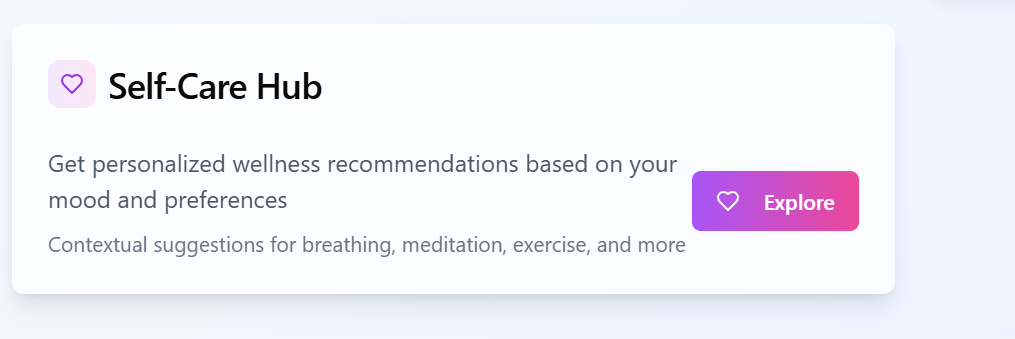 Self-Care Hub
Get personalized wellness recommendations based on your
mood and preferences
Contextual suggestions for breathing, meditation, exercise, and more
Explore